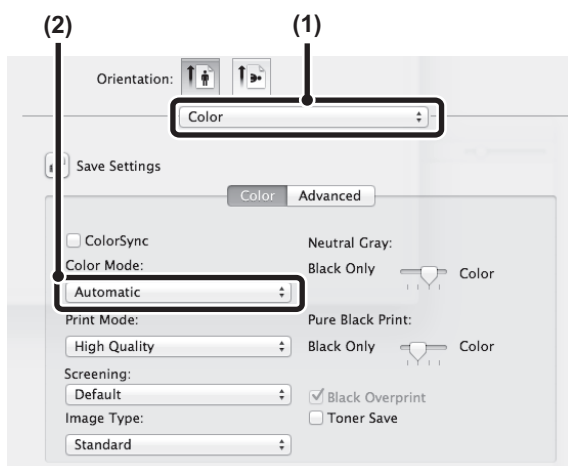 (2) (1)
Orientation:
Color
Save Settings
Color Advanced
ColorSync
Color Mode:
Automatic
Print Mode:
High Quality
Screening:
Default
Image Type:
Standard
Neutral Gray:
Black Only Color
Pure Black Print:
Black Only Color
Black Overprint
Toner Save